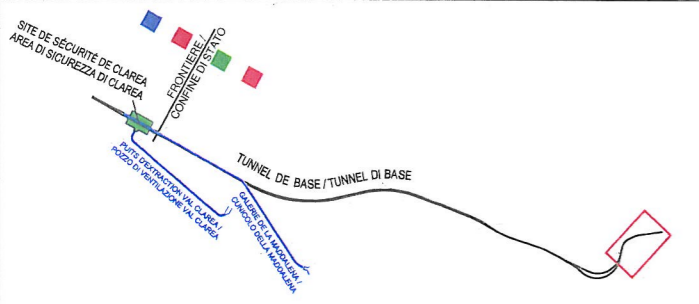 SITE DE SÉCURITÉ DE CLAREA
AREA DI SICUREZZA DI CLAREA
FRONTIERE /
CONFINE DI STATO
PUITS D'EXTRACTION VAL CLAREA /
POZZO DI VENTILAZIONE VAL CLAREA
TUNNEL DE BASE / TUNNEL DI BASE
GALERIE DE LA MADDALENA /
CUNICOLO DELLA MADDALENA